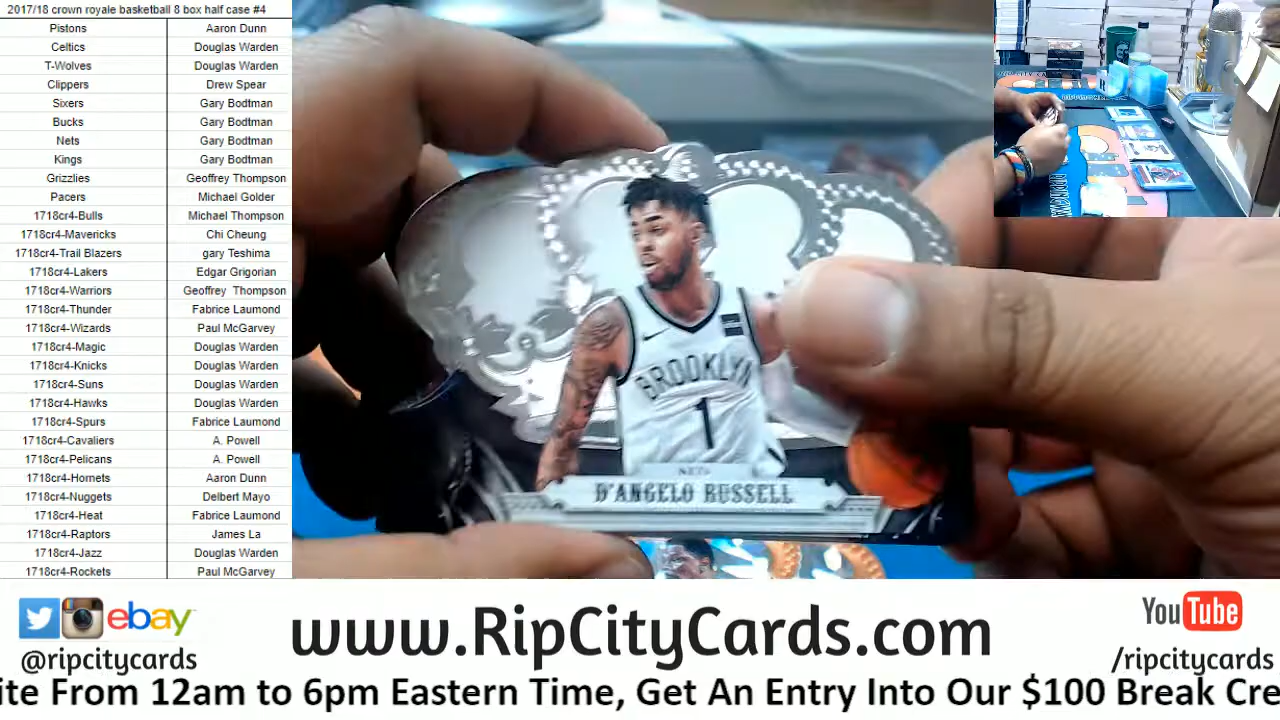 2017/18 crown royale basketball 8 box half case #4
Pistons Aaron Dunn
Celtics Douglas Warden
T-Wolves Douglas Warden
Clippers Drew Spear
Sixers Gary Bodtman
Bucks Gary Bodtman
Nets Gary Bodtman
Kings Gary Bodtman
Grizzlies Geoffrey Thompson
Pacers Michael Golder
1718cr4-Bulls Michael Thompson
1718cr4-Mavericks Chi Cheung
1718cr4-Trail Blazers gary Teshima
1718cr4-Lakers Edgar Grigorian
1718cr4-Warriors Geoffrey Thompson
1718cr4-Thunder Fabrice Laumond
1718cr4-Wizards Paul McGarvey
1718cr4-Magic Douglas Warden
1718cr4-Knicks Douglas Warden
1718cr4-Suns Douglas Warden
1718cr4-Hawks Douglas Warden
1718cr4-Spurs Fabrice Laumond
1718cr4-Cavaliers A. Powell
1718cr4-Pelicans A. Powell
1718cr4-Hornets Aaron Dunn
1718cr4-Nuggets Delbert Mayo
1718cr4-Heat Fabrice Laumond
1718cr4-Raptors James La
1718cr4-Jazz Douglas Warden
1718cr4-Rockets Paul McGarvey
BROOKLYN
1
NETS
D'ANGELO RUSSELL
ebay
@ripcitycards
www.RipCityCards.com
YouTube
/ripcitycards
ite From 12am to 6pm Eastern Time, Get An Entry Into Our $100 Break Cre